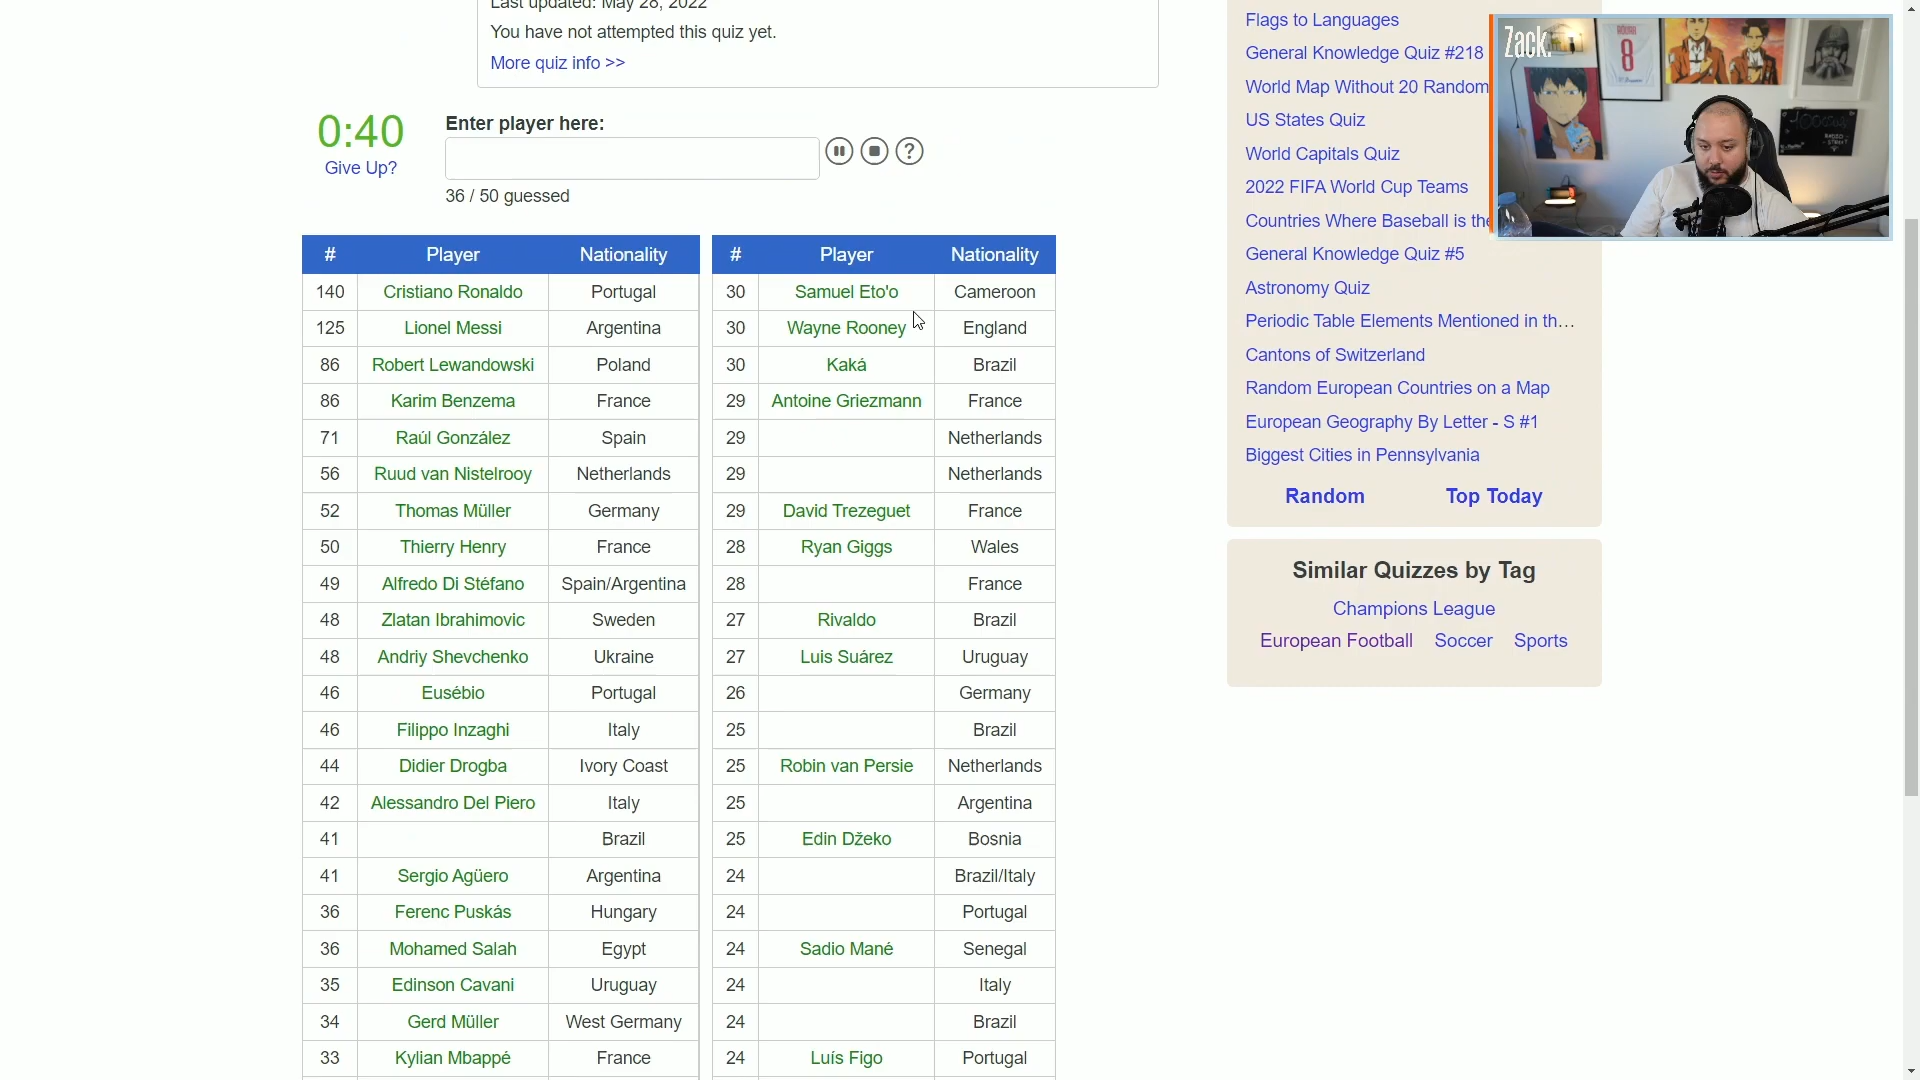 Last updated: May 28, 2022
You have not attempted this quiz yet.
More quiz info >>
0:40
Give Up?
Enter player here:
36 / 50 guessed
# Player Nationality
140 Cristiano Ronaldo Portugal
125 Lionel Messi Argentina
86 Robert Lewandowski Poland
86 Karim Benzema France
71 Raúl González Spain
56 Ruud van Nistelrooy Netherlands
52 Thomas Müller Germany
50 Thierry Henry France
49 Alfredo Di Stéfano Spain/Argentina
48 Zlatan Ibrahimovic Sweden
48 Andriy Shevchenko Ukraine
46 Eusébio Portugal
46 Filippo Inzaghi Italy
44 Didier Drogba Ivory Coast
42 Alessandro Del Piero Italy
41 Brazil
41 Sergio Agüero Argentina
36 Ferenc Puskás Hungary
36 Mohamed Salah Egypt
35 Edinson Cavani Uruguay
34 Gerd Müller West Germany
33 Kylian Mbappé France
# Player Nationality
30 Samuel Eto'o Cameroon
30 Wayne Rooney England
30 Kaká Brazil
29 Antoine Griezmann France
29 Netherlands
29 Netherlands
29 David Trezeguet France
28 Ryan Giggs Wales
28 France
27 Rivaldo Brazil
27 Luis Suárez Uruguay
26 Germany
25 Brazil
25 Robin van Persie Netherlands
25 Argentina
25 Edin Džeko Bosnia
24 Brazil/Italy
24 Portugal
24 Sadio Mané Senegal
24 Italy
24 Brazil
24 Luís Figo Portugal
Flags to Languages
General Knowledge Quiz #218
World Map Without 20 Random
US States Quiz
World Capitals Quiz
2022 FIFA World Cup Teams
Countries Where Baseball is the
General Knowledge Quiz #5
Astronomy Quiz
Periodic Table Elements Mentioned in th...
Cantons of Switzerland
Random European Countries on a Map
European Geography By Letter - S #1
Biggest Cities in Pennsylvania
Random Top Today
Similar Quizzes by Tag
Champions League
European Football Soccer Sports
Zack.
8